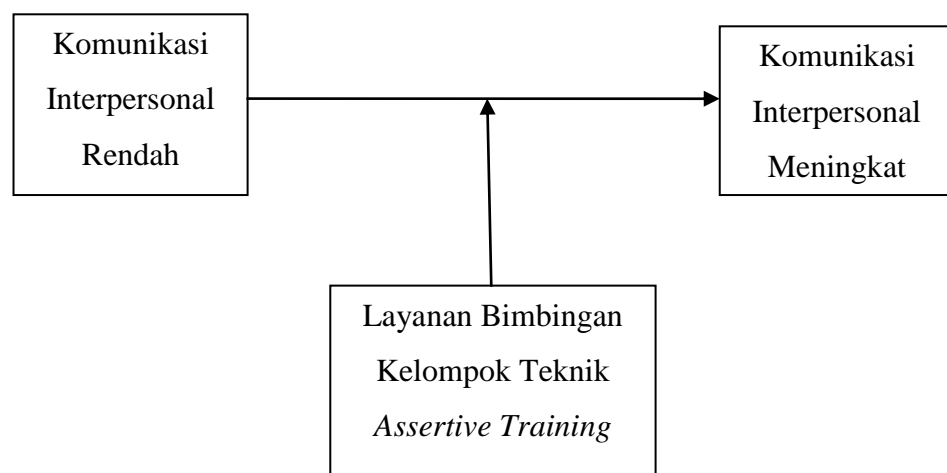 Komunikasi
Interpersonal
Rendah
Komunikasi
Interpersonal
Meningkat
Layanan Bimbingan
Kelompok Teknik
Assertive Training